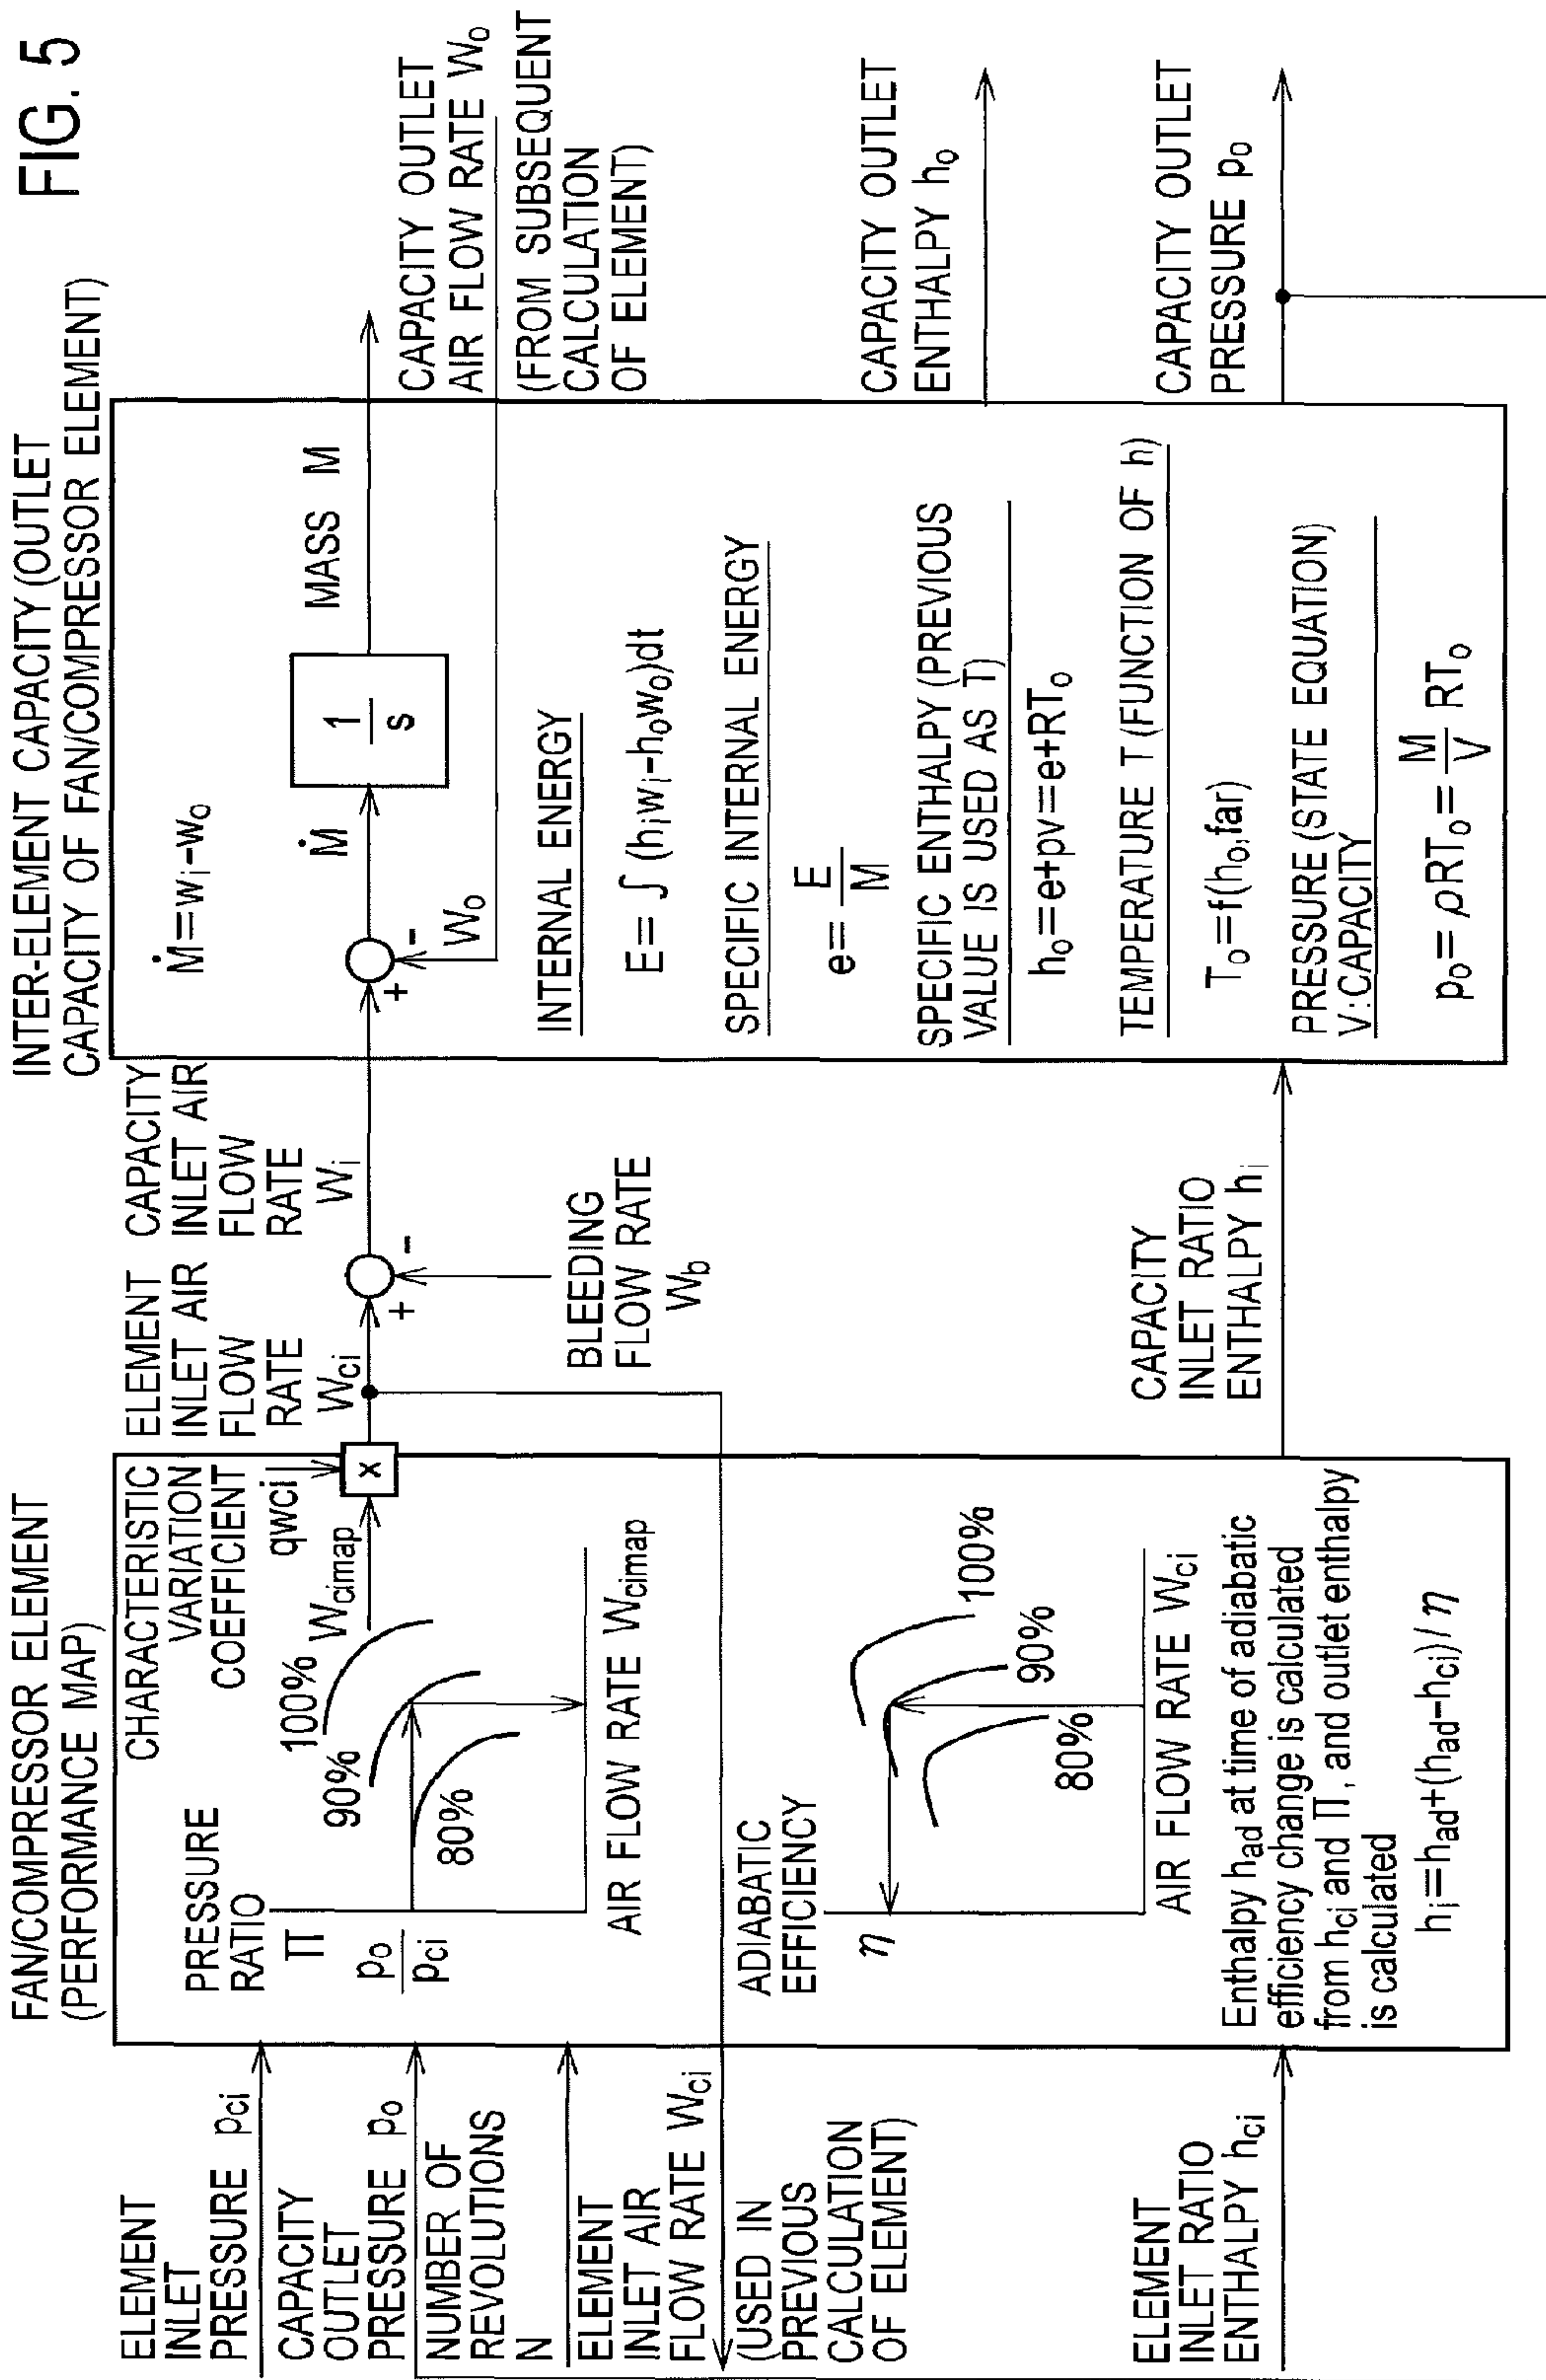 FIG. 5
FAN/COMPRESSOR ELEMENT
(PERFORMANCE MAP)
INTER-ELEMENT CAPACITY (OUTLET
CAPACITY OF FAN/COMPRESSOR ELEMENT)
ELEMENT
INLET
PRESSURE pci
CAPACITY
OUTLET
PRESSURE po
NUMBER OF
REVOLUTIONS
N
ELEMENT
INLET AIR
FLOW RATE Wci
(USED IN
PREVIOUS
CALCULATION
OF ELEMENT)
ELEMENT
INLET RATIO
ENTHALPY hci
CHARACTERISTIC
VARIATION
COEFFICIENT
qwci
PRESSURE
RATIO
Π
po
pci
100%
90%
80%
Wcimap
x
AIR FLOW RATE Wcimap
ADIABATIC
EFFICIENCY
η
100%
90%
80%
AIR FLOW RATE Wci
Enthalpy had at time of adiabatic
efficiency change is calculated
from hci and Π, and outlet enthalpy
is calculated
hi=had+(had-hci)/η
ELEMENT
INLET AIR
FLOW
RATE
Wci
+
-
CAPACITY
INLET AIR
FLOW
RATE
Wi
BLEEDING
FLOW RATE
Wb
CAPACITY
INLET RATIO
ENTHALPY hi
Ṁ=wi-wo
+
-
Wo
Ṁ
1
s
MASS M
INTERNAL ENERGY
E=∫(hiwi-howo)dt
SPECIFIC INTERNAL ENERGY
e=E/M
SPECIFIC ENTHALPY (PREVIOUS
VALUE IS USED AS T)
ho=e+pv=e+RTo
TEMPERATURE T (FUNCTION OF h)
To=f(ho,far)
PRESSURE (STATE EQUATION)
V:CAPACITY
po=ρRTo=M/V RTo
CAPACITY OUTLET
AIR FLOW RATE Wo
(FROM SUBSEQUENT
CALCULATION
OF ELEMENT)
CAPACITY OUTLET
ENTHALPY ho
CAPACITY OUTLET
PRESSURE po